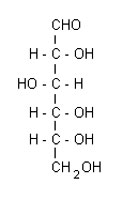 CHO
H - C - OH
HO - C - H
H - C - OH
H - C - OH
CH2OH